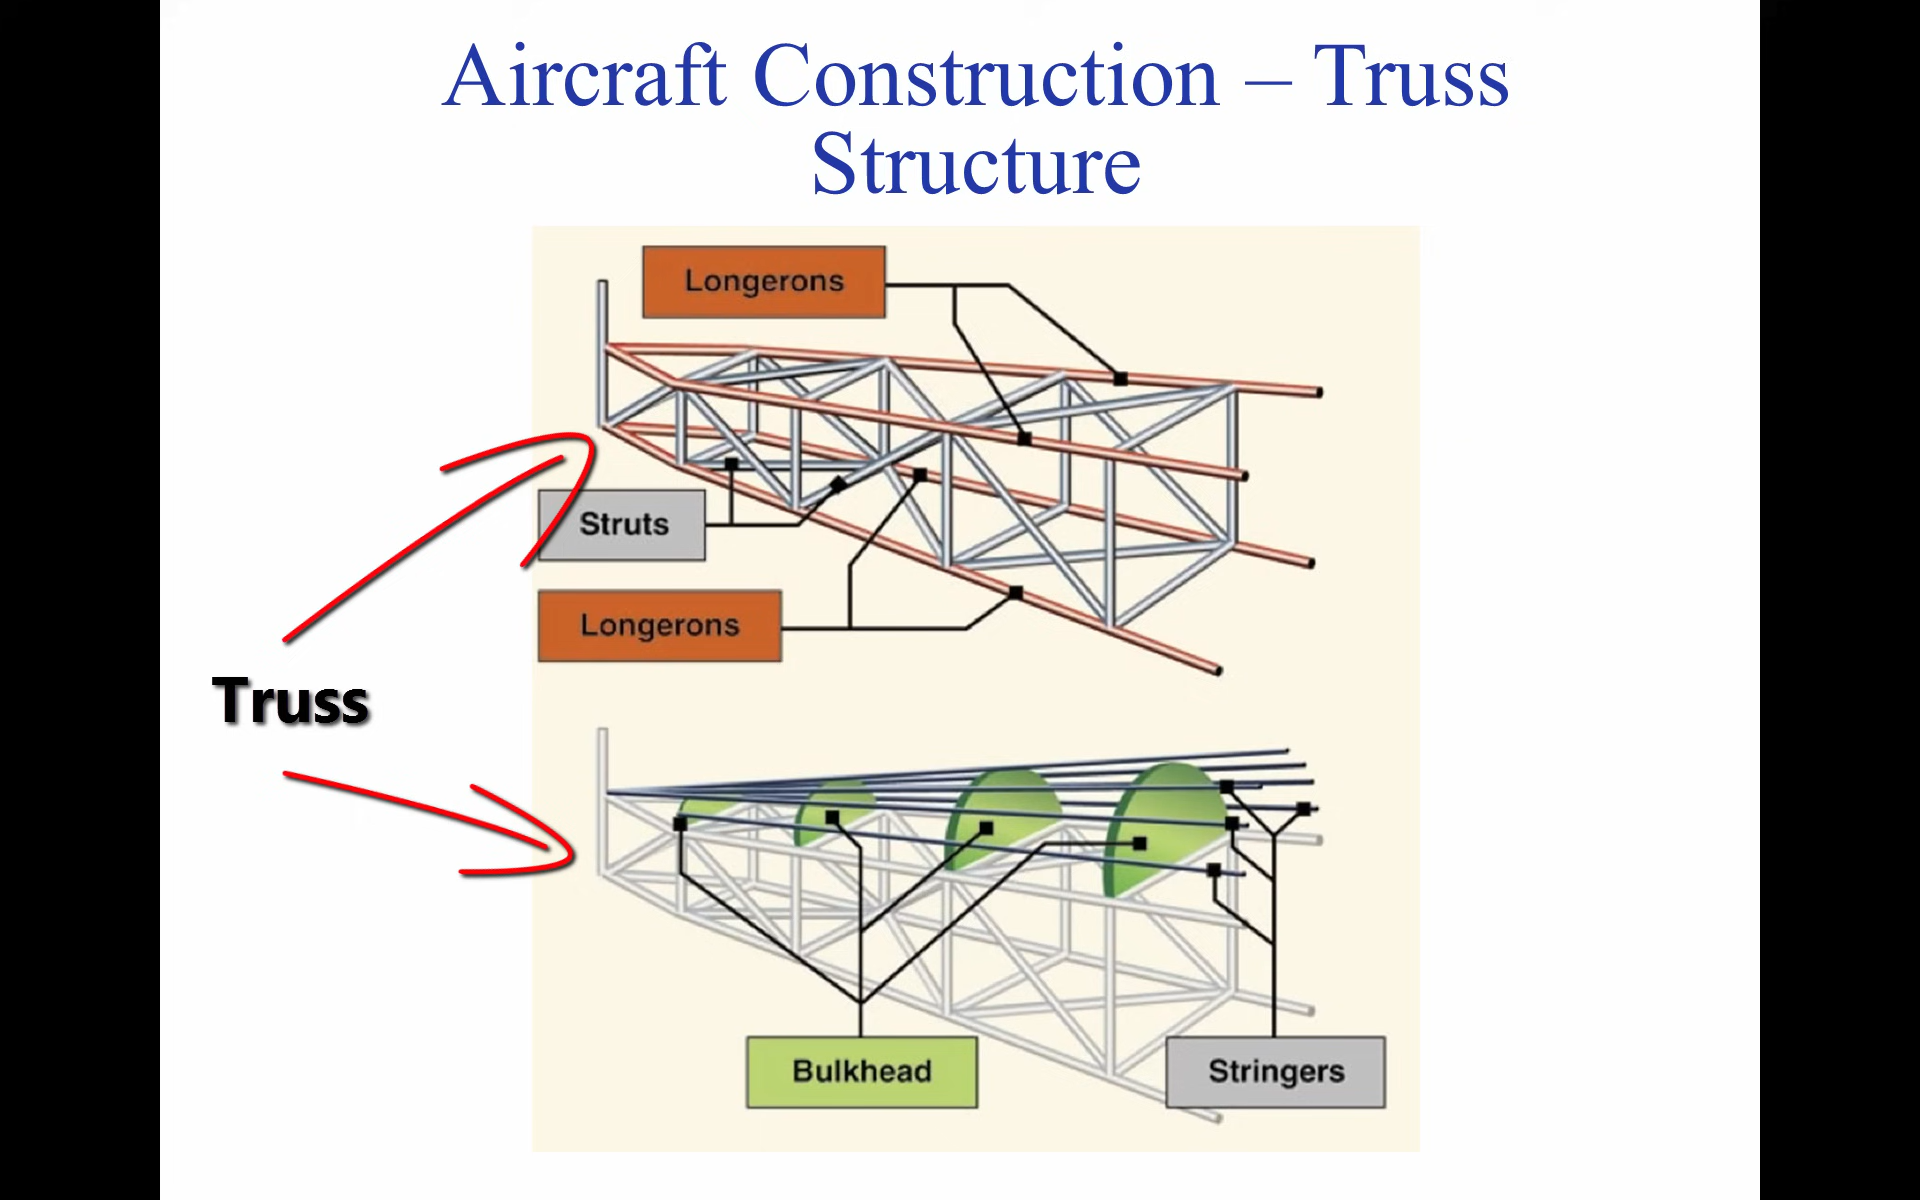 Aircraft Construction – Truss
Structure
Longerons
Struts
Longerons
Truss
Bulkhead
Stringers